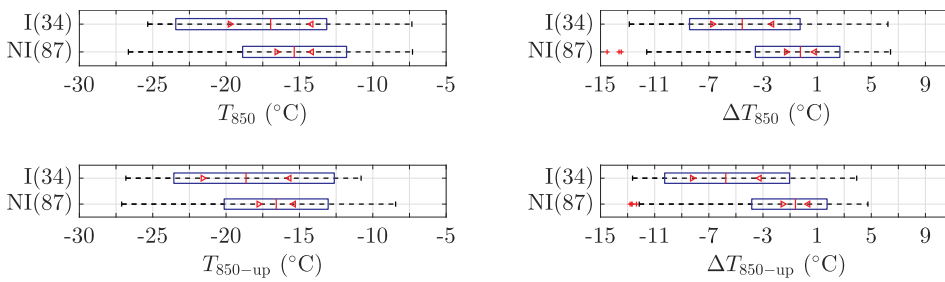 I(34)
NI(87)
-30 -25 -20 -15 -10 -5
T850 (°C)
I(34)
NI(87)
-15 -11 -7 -3 1 5 9
ΔT850 (°C)
I(34)
NI(87)
-30 -25 -20 -15 -10 -5
T850−up (°C)
I(34)
NI(87)
-15 -11 -7 -3 1 5 9
ΔT850−up (°C)